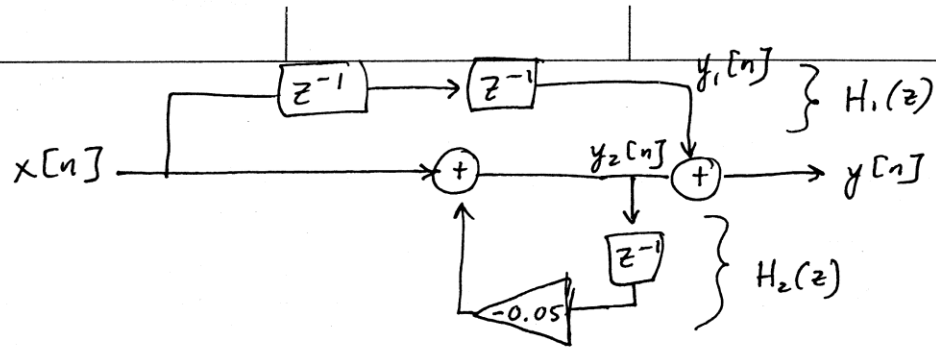 z⁻¹
z⁻¹
y₁[n]
} H₁(z)
x[n]
+
y₂[n]
+
y[n]
z⁻¹
} H₂(z)
-0.05